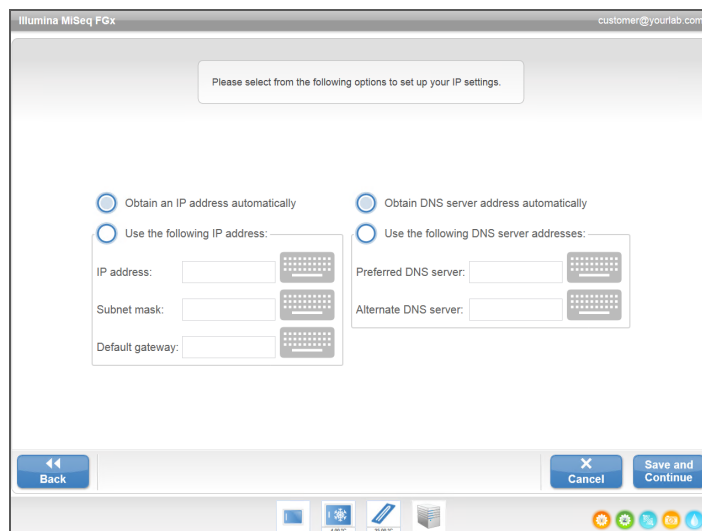 Illumina MiSeq FGx
customer@yourlab.com
Please select from the following options to set up your IP settings.
Obtain an IP address automatically
Use the following IP address:
IP address:
Subnet mask:
Default gateway:
Obtain DNS server address automatically
Use the following DNS server addresses:
Preferred DNS server:
Alternate DNS server:
Back
Cancel
Save and
Continue